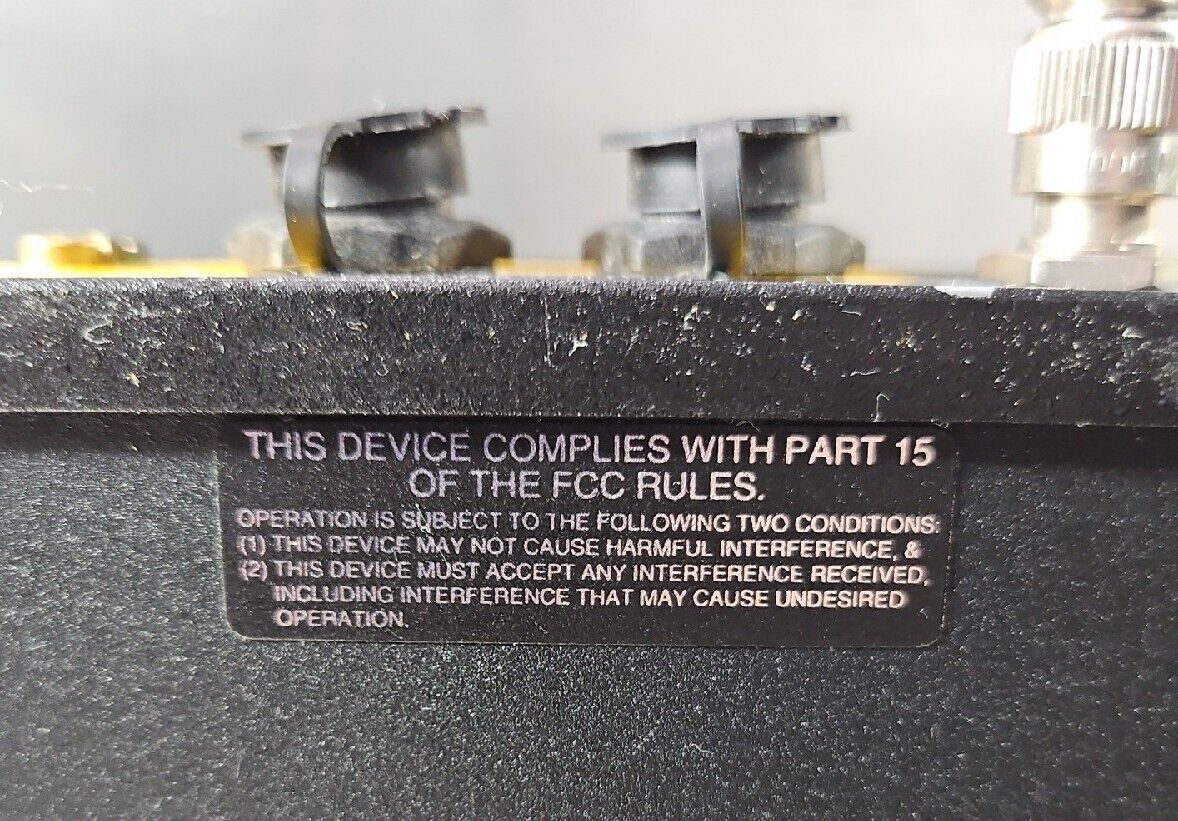 THIS DEVICE COMPLIES WITH PART 15
OF THE FCC RULES.
OPERATION IS SUBJECT TO THE FOLLOWING TWO CONDITIONS:
(1) THIS DEVICE MAY NOT CAUSE HARMFUL INTERFERENCE, &
(2) THIS DEVICE MUST ACCEPT ANY INTERFERENCE RECEIVED,
INCLUDING INTERFERENCE THAT MAY CAUSE UNDESIRED
OPERATION.